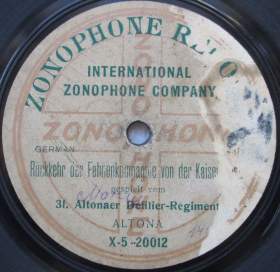 ZONOPHONE R
INTERNATIONAL
ZONOPHONE COMPANY
ZONOPHONE
GERMAN
Rückkehr der Fahnenkompagnie von der Kaiser
gespielt vom
31. Altonaer Defilier-Regiment
ALTONA
X-5-20012